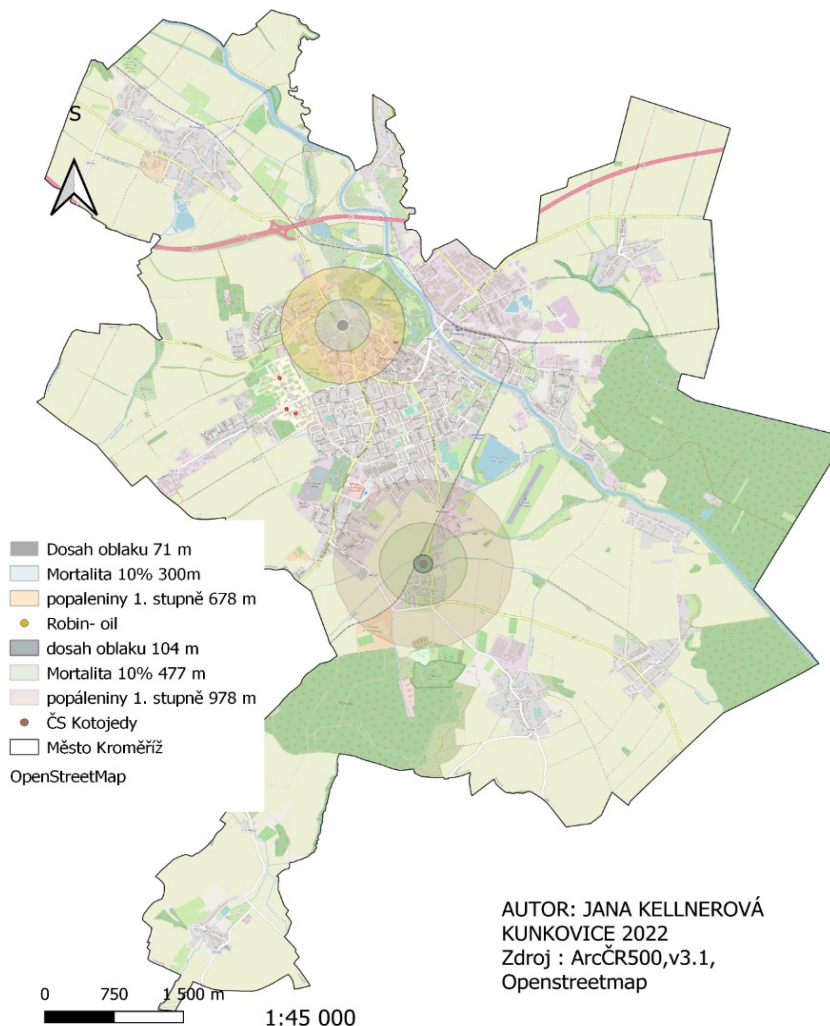 S
Dosah oblaku 71 m
Mortalita 10% 300m
popaleniny 1. stupně 678 m
Robin- oil
dosah oblaku 104 m
Mortalita 10% 477 m
popáleniny 1. stupně 978 m
ČS Kotojedy
Město Kroměříž
OpenStreetMap
AUTOR: JANA KELLNEROVÁ
KUNKOVICE 2022
Zdroj : ArcČR500,v3.1,
Openstreetmap
0 750 1 500 m
1:45 000